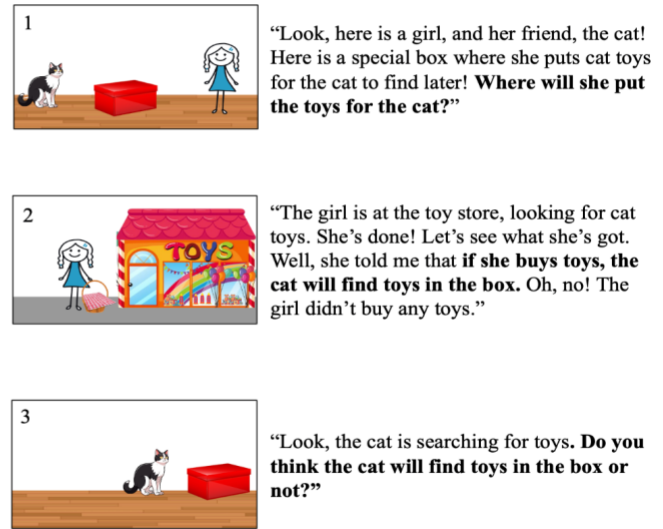 1
“Look, here is a girl, and her friend, the cat!
Here is a special box where she puts cat toys
for the cat to find later! Where will she put
the toys for the cat?”
2
TOYS
“The girl is at the toy store, looking for cat
toys. She’s done! Let’s see what she’s got.
Well, she told me that if she buys toys, the
cat will find toys in the box. Oh, no! The
girl didn’t buy any toys.”
3
“Look, the cat is searching for toys. Do you
think the cat will find toys in the box or
not?”